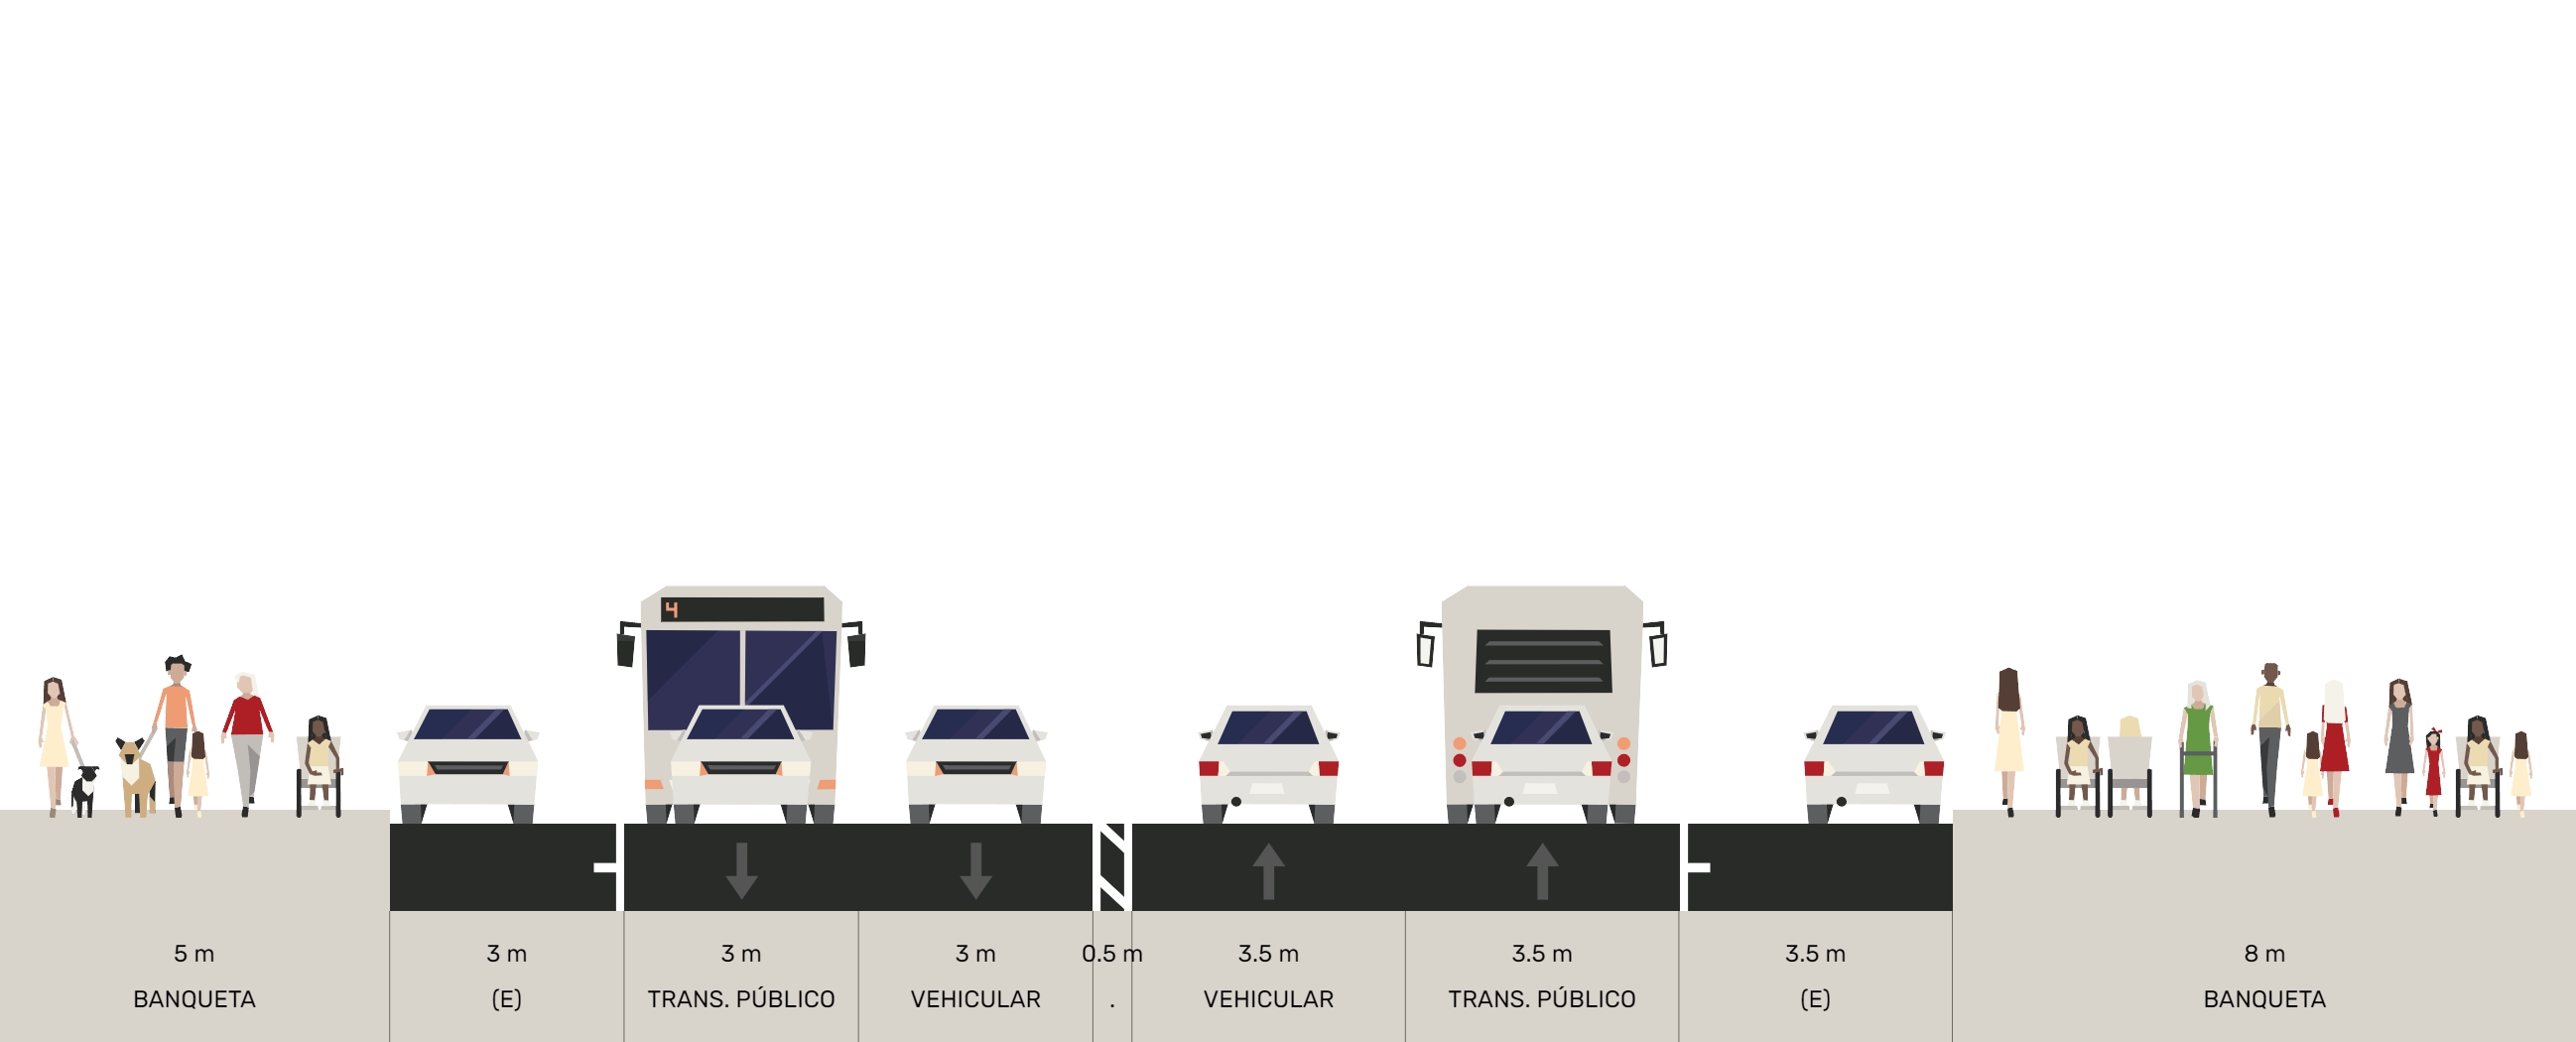 4
5 m
BANQUETA
3 m
(E)
3 m
TRANS. PÚBLICO
3 m
VEHICULAR
0.5 m
.
3.5 m
VEHICULAR
3.5 m
TRANS. PÚBLICO
3.5 m
(E)
8 m
BANQUETA